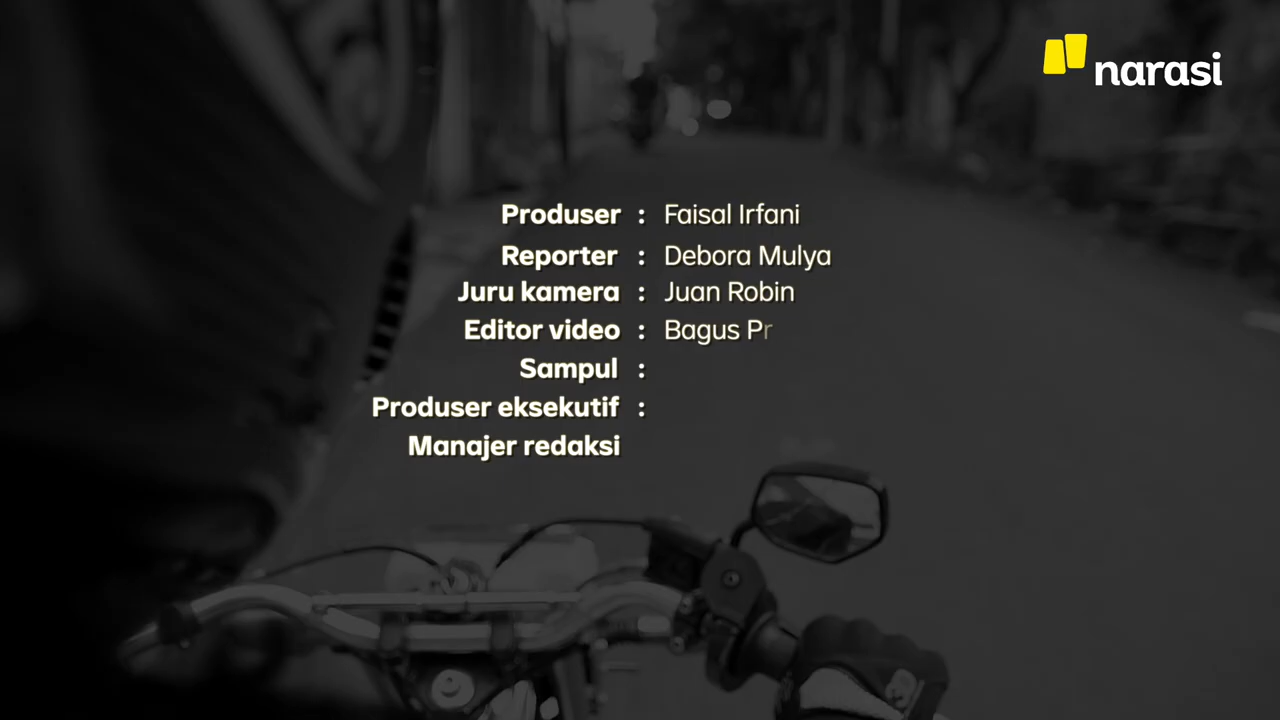 narasi
Produser : Faisal Irfani
Reporter : Debora Mulya
Juru kamera : Juan Robin
Editor video : Bagus Pr
Sampul :
Produser eksekutif :
Manajer redaksi